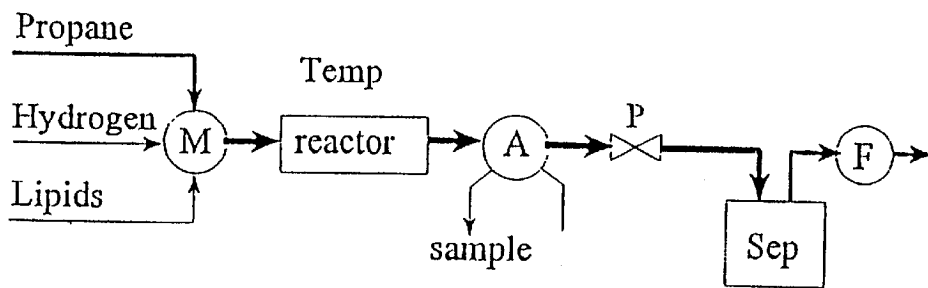 Propane
Temp
Hydrogen
M
reactor
A
P
F
Lipids
sample
Sep